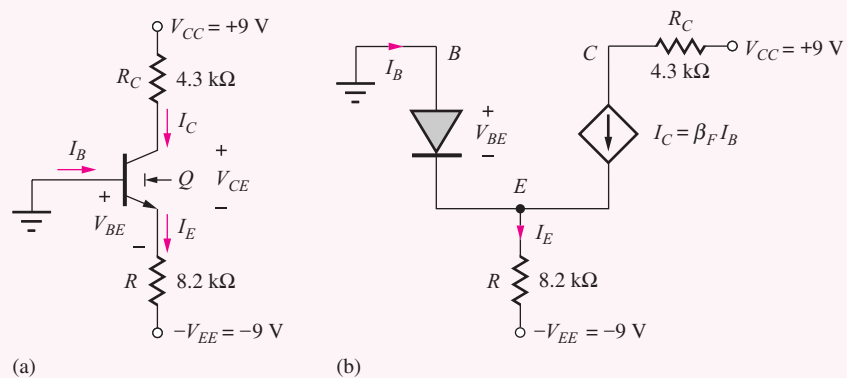 V_CC = +9 V
R_C
4.3 kΩ
I_C
I_B
+
Q
V_CE
–
+
V_BE
–
I_E
R
8.2 kΩ
–V_EE = –9 V
(a)
B
I_B
+
V_BE
–
C
R_C
4.3 kΩ
V_CC = +9 V
I_C = β_F I_B
E
I_E
R
8.2 kΩ
–V_EE = –9 V
(b)